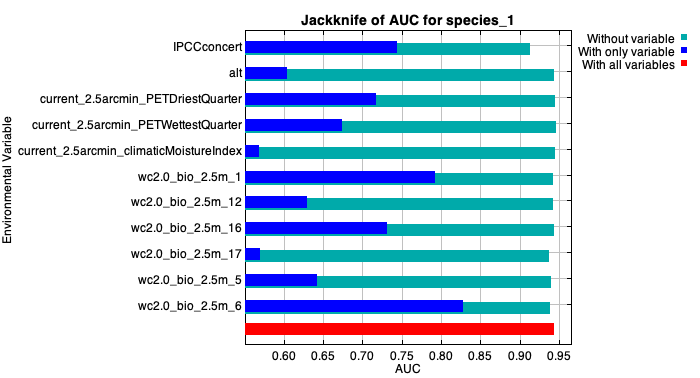 Jackknife of AUC for species_1
Without variable
With only variable
With all variables
Environmental Variable
IPCCconcert
alt
current_2.5arcmin_PETDriestQuarter
current_2.5arcmin_PETWettestQuarter
current_2.5arcmin_climaticMoistureIndex
wc2.0_bio_2.5m_1
wc2.0_bio_2.5m_12
wc2.0_bio_2.5m_16
wc2.0_bio_2.5m_17
wc2.0_bio_2.5m_5
wc2.0_bio_2.5m_6
0.60 0.65 0.70 0.75 0.80 0.85 0.90 0.95
AUC